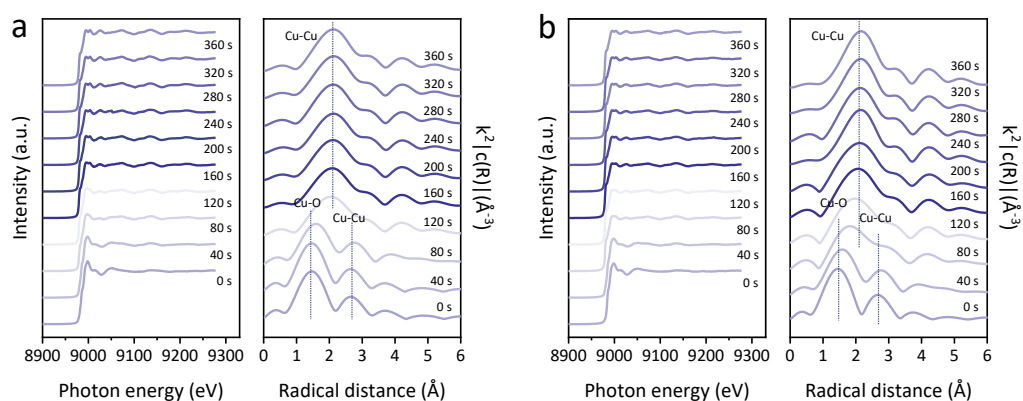 a
Intensity (a.u.)
360 s
320 s
280 s
240 s
200 s
160 s
120 s
80 s
40 s
0 s
8900 9000 9100 9200 9300
Photon energy (eV)
Cu-Cu
360 s
320 s
280 s
240 s
200 s
160 s
Cu-O
Cu-Cu
120 s
80 s
40 s
0 s
0 1 2 3 4 5 6
Radical distance (Å)
k²|c(R)|(Å⁻³)
b
Intensity (a.u.)
360 s
320 s
280 s
240 s
200 s
160 s
120 s
80 s
40 s
0 s
8900 9000 9100 9200 9300
Photon energy (eV)
Cu-Cu
360 s
320 s
280 s
240 s
200 s
160 s
Cu-O
Cu-Cu
120 s
80 s
40 s
0 s
0 1 2 3 4 5 6
Radical distance (Å)
k²|c(R)|(Å⁻³)